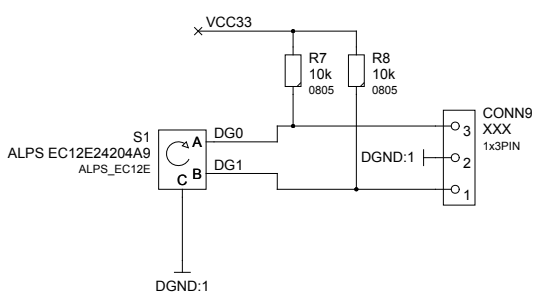 VCC33
R7
10k
0805
R8
10k
0805
CONN9
XXX
1x3PIN
3
2
1
DGND:1
S1
ALPS EC12E24204A9
ALPS_EC12E
A
B
C
DG0
DG1
DGND:1